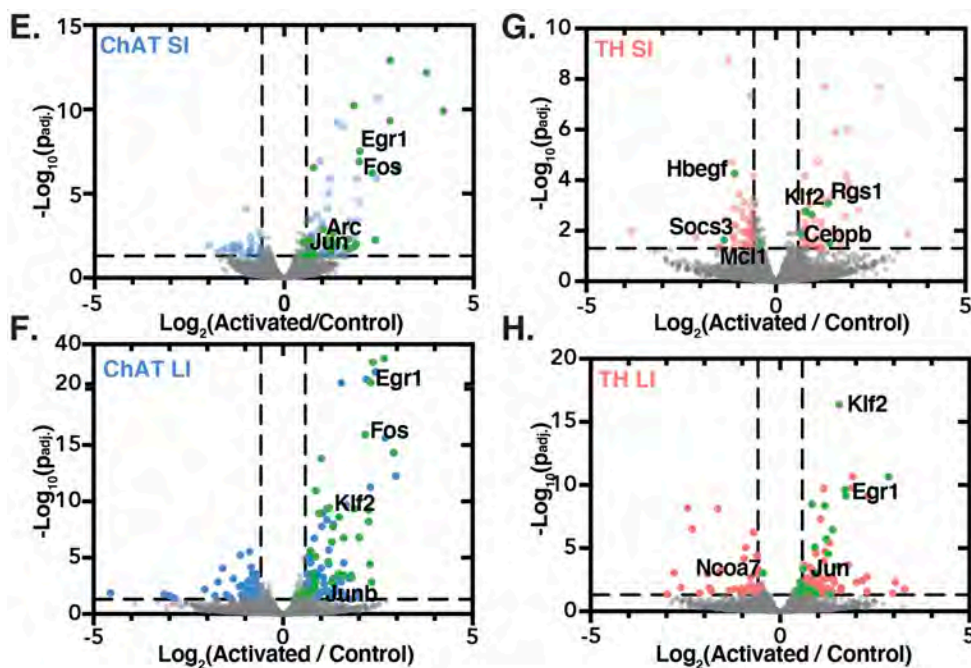 E.
ChAT SI
15
10
5
0
-Log10(padj.)
Egr1
Fos
Arc
Jun
-5
0
5
Log2(Activated/Control)
G.
TH SI
10
8
6
4
2
0
-Log10(padj.)
Hbegf
Klf2
Rgs1
Socs3
Cebpb
Mcl1
-5
0
5
Log2(Activated / Control)
F.
ChAT LI
40
20
15
10
5
0
-Log10(padj.)
Egr1
Fos
Klf2
Junb
-5
0
5
Log2(Activated / Control)
H.
TH LI
20
15
10
5
0
-Log10(padj.)
Klf2
Egr1
Ncoa7
Jun
-5
0
5
Log2(Activated / Control)